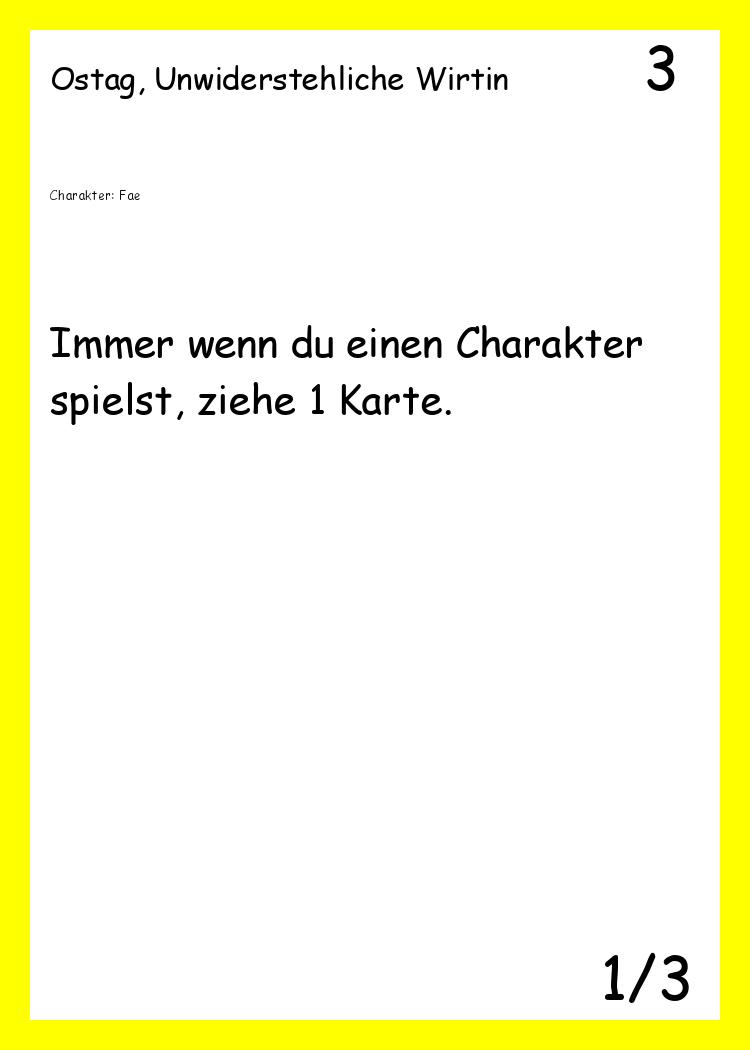 Ostag, Unwiderstehliche Wirtin 3
Charakter: Fae
Immer wenn du einen Charakter
spielst, ziehe 1 Karte.
1/3